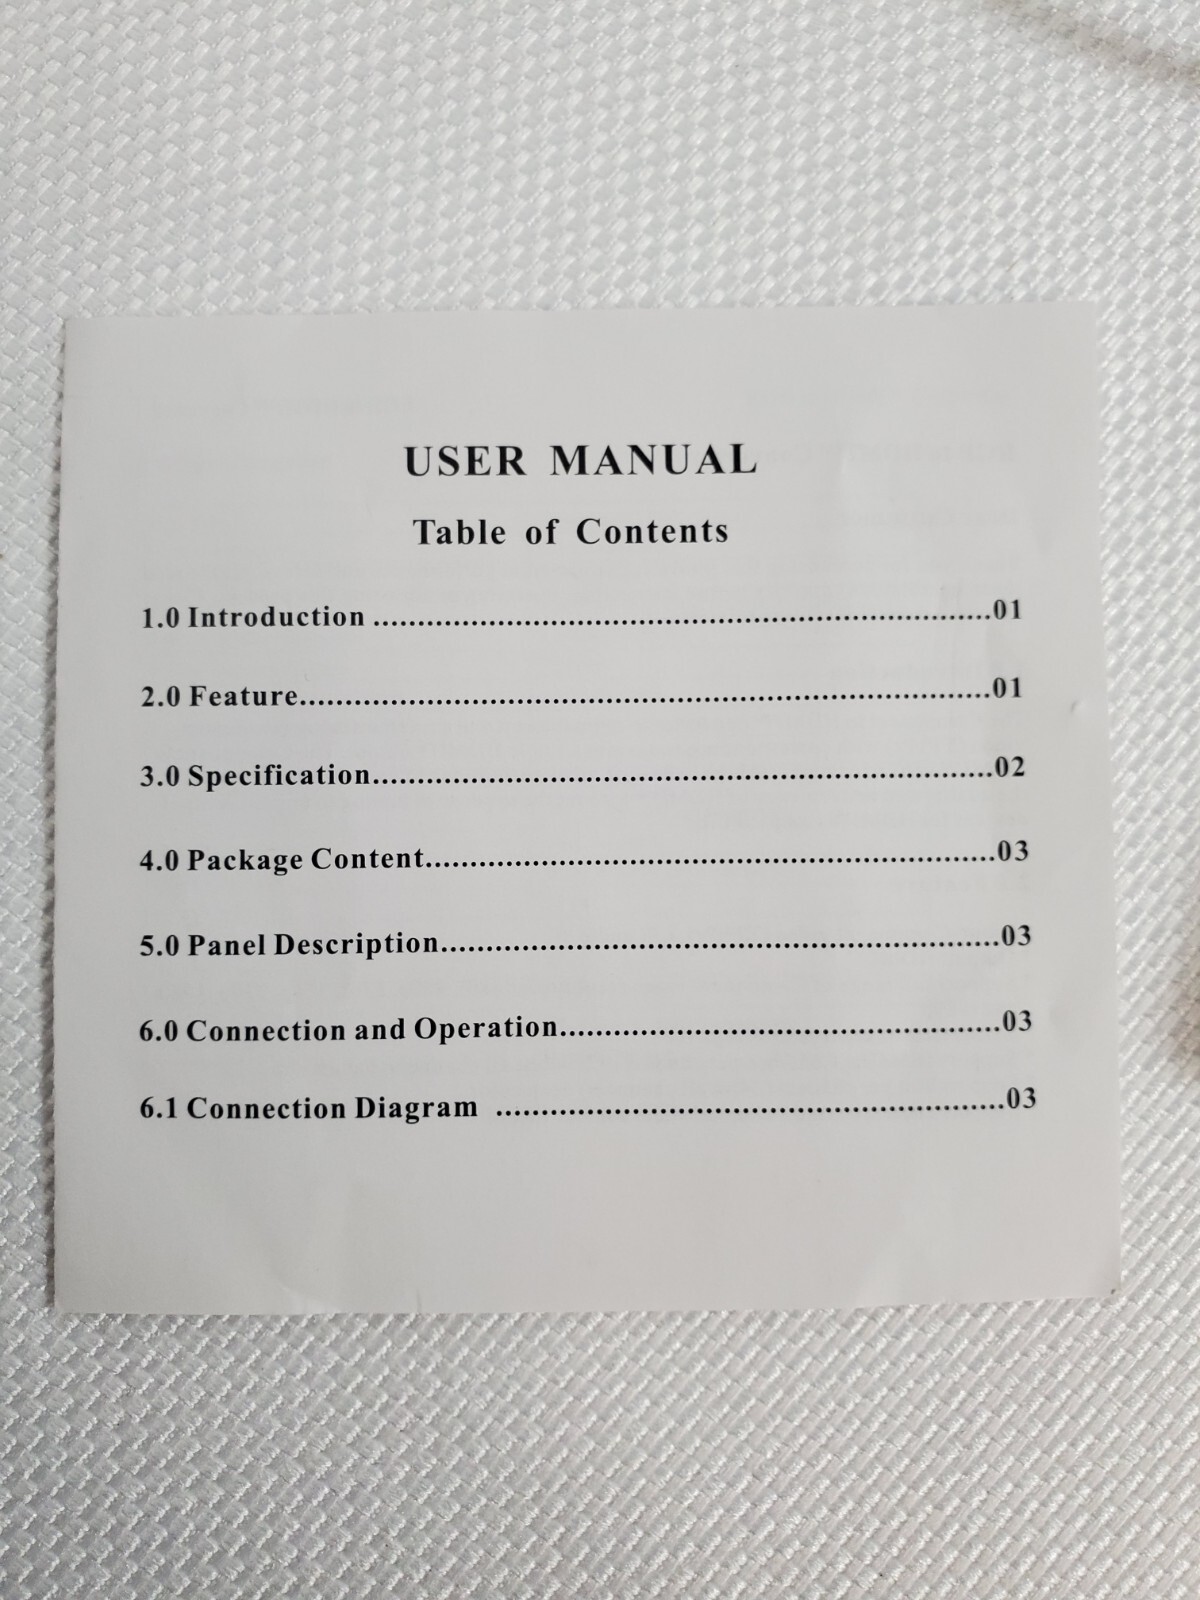 USER MANUAL
Table of Contents
1.0 Introduction ......................................................................01
2.0 Feature..............................................................................01
3.0 Specification......................................................................02
4.0 Package Content................................................................03
5.0 Panel Description...............................................................03
6.0 Connection and Operation..................................................03
6.1 Connection Diagram .........................................................03